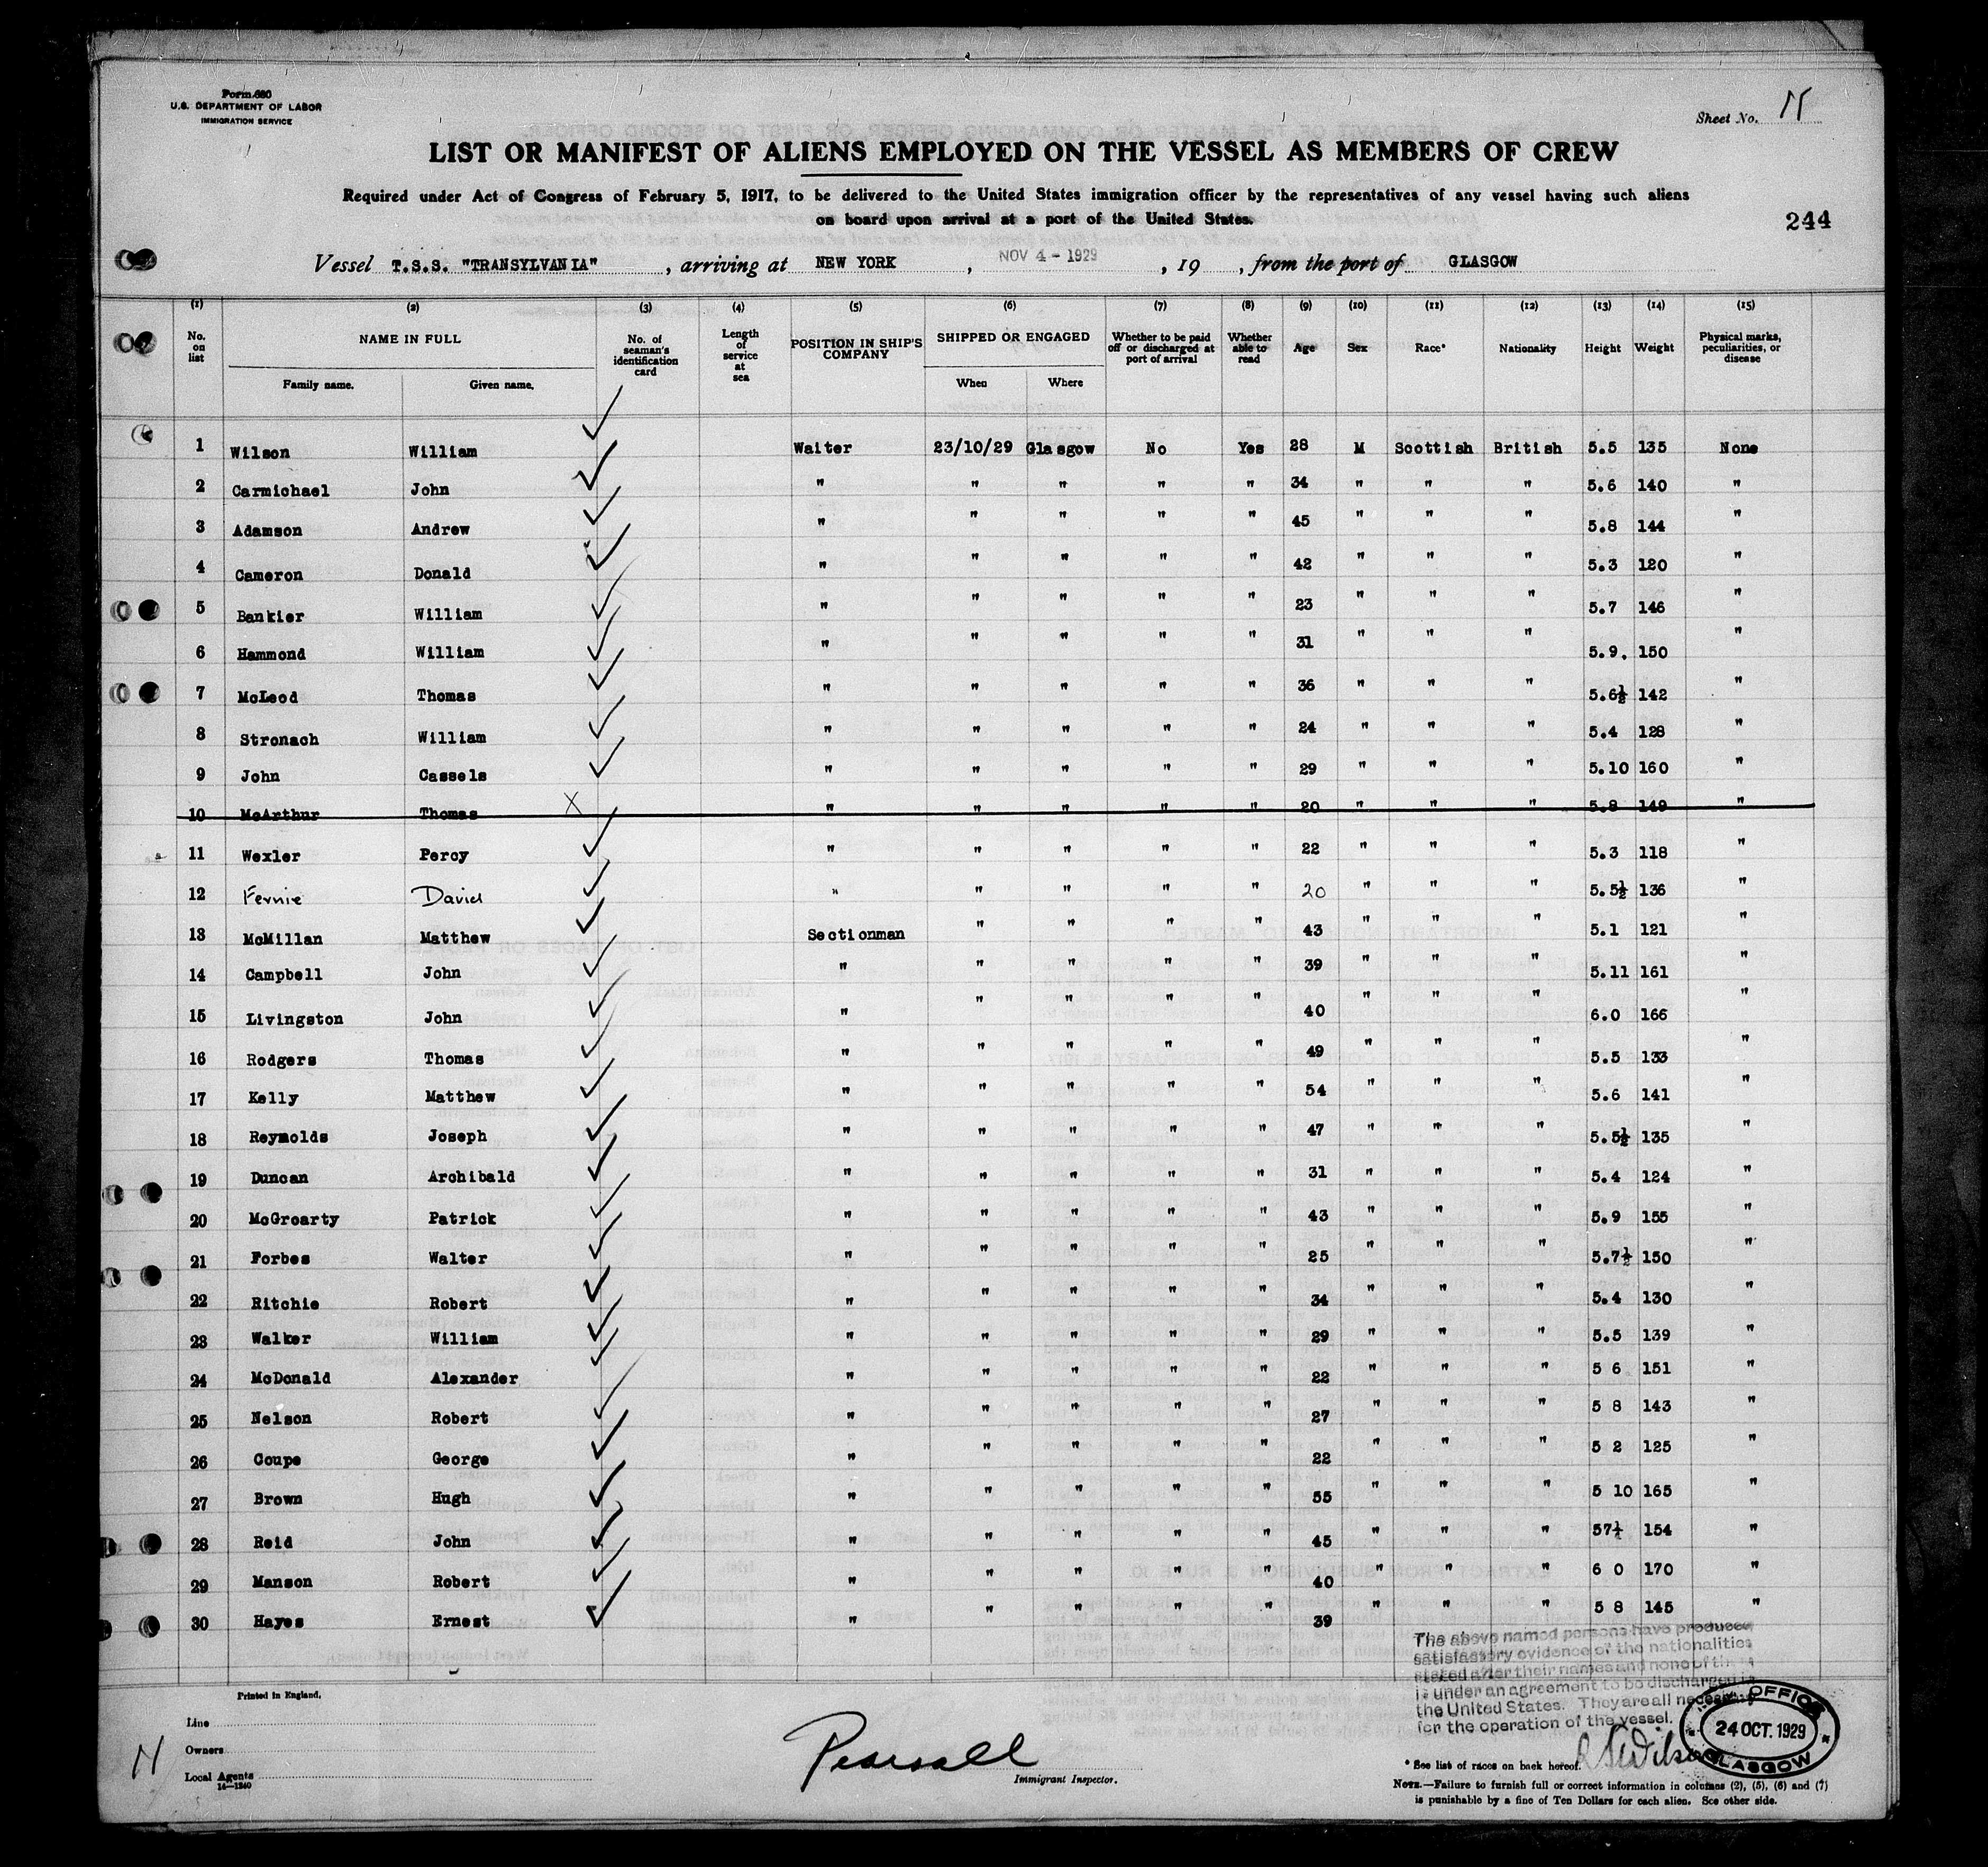 Form 680
U.S. DEPARTMENT OF LABOR
IMMIGRATION SERVICE
Sheet No.
LIST OR MANIFEST OF ALIENS EMPLOYED ON THE VESSEL AS MEMBERS OF CREW
Required under Act of Congress of February 5, 1917, to be delivered to the United States immigration officer by the representatives of any vessel having such aliens
on board upon arrival at a port of the United States.
244
Vessel T.S.S. "TRANSYLVANIA", arriving at NEW YORK, NOV 4 - 1929, 19 , from the port of GLASGOW
(1) (2) (3) (4) (5) (6) (7) (8) (9) (10) (11) (12) (13) (14) (15)
No. on list NAME IN FULL Family name. Given name. No. of seaman's identification card Length of service at sea POSITION IN SHIP'S COMPANY SHIPPED OR ENGAGED When Where Whether to be paid off or discharged at port of arrival Whether able to read Age Sex Race* Nationality Height Weight Physical marks, peculiarities, or disease
1 Wilson William Waiter 23/10/29 Glasgow No Yes 28 M Scottish British 5.5 135 None
2 Carmichael John " " " " " 34 " " " 5.6 140 "
3 Adamson Andrew " " " " " 45 " " " 5.8 144 "
4 Cameron Donald " " " " " 42 " " " 5.3 120 "
5 Bankier William " " " " " 23 " " " 5.7 146 "
6 Hammond William " " " " " 31 " " " 5.9. 150 "
7 McLeod Thomas " " " " " 36 " " " 5.6½ 142 "
8 Stronach William " " " " " 24 " " " 5.4 128 "
9 John Cassels " " " " " 29 " " " 5.10 160 "
10 McArthur Thomas X " " " " " 20 " " " 5.8 149 "
11 Wexler Percy " " " " " 22 " " " 5.3 118 "
12 Fernie David " " " " " 20 " " " 5.5½ 136 "
13 McMillan Matthew Sectionman " " " " 43 " " " 5.1 121 "
14 Campbell John " " " " " 39 " " " 5.11 161 "
15 Livingston John " " " " " 40 " " " 6.0 166 "
16 Rodgers Thomas " " " " " 49 " " " 5.5 133 "
17 Kelly Matthew " " " " " 54 " " " 5.6 141 "
18 Reynolds Joseph " " " " " 47 " " " 5.5½ 135 "
19 Duncan Archibald " " " " " 31 " " " 5.4 124 "
20 McGroarty Patrick " " " " " 43 " " " 5.9 155 "
21 Forbes Walter " " " " " 25 " " " 5.7½ 150 "
22 Ritchie Robert " " " " " 34 " " " 5.4 130 "
23 Walker William " " " " " 29 " " " 5.5 139 "
24 McDonald Alexander " " " " " 22 " " " 5 6 151 "
25 Nelson Robert " " " " " 27 " " " 5 8 143 "
26 Coupe George " " " " " 22 " " " 5 2 125 "
27 Brown Hugh " " " " " 55 " " " 5 10 165 "
28 Reid John " " " " " 45 " " " 5 7 154 "
29 Manson Robert " " " " " 40 " " " 6 0 170 "
30 Hayes Ernest " " " " " 39 " " " 5 8 145 "
The above named persons have produced
satisfactory evidence of the nationalities
stated after their names and none of them
is under an agreement to be discharged in
the United States. They are all necessary
for the operation of the vessel.
Printed in England.
Line
Owners
Local Agents
14-1240
Pearsall
Immigrant Inspector.
OFFICE
24 OCT. 1929
GLASGOW
Wilson
* See list of races on back hereof.
NOTE.—Failure to furnish full or correct information in columns (2), (5), (6) and (7)
is punishable by a fine of Ten Dollars for each alien. See other side.